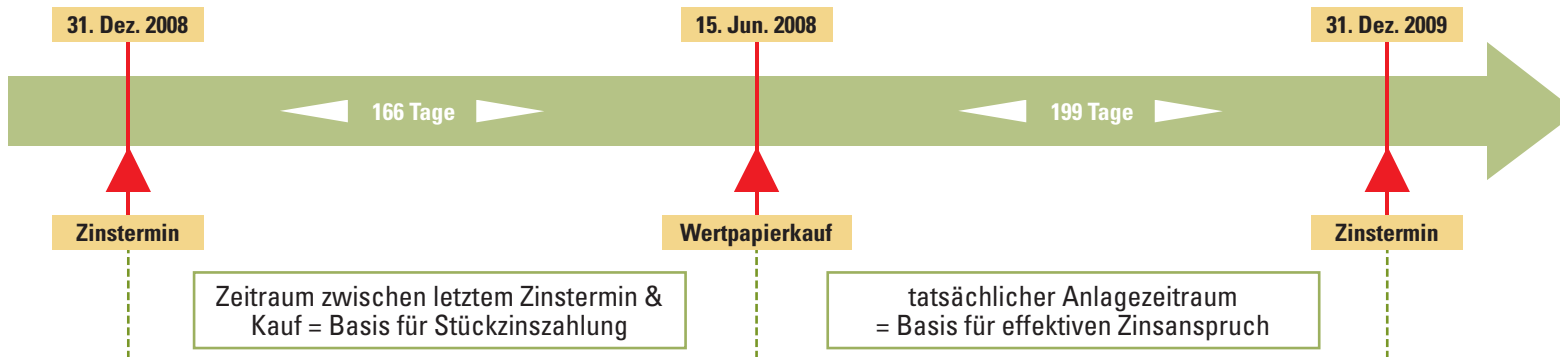 31. Dez. 2008
15. Jun. 2008
31. Dez. 2009
166 Tage
199 Tage
Zinstermin
Wertpapierkauf
Zinstermin
Zeitraum zwischen letztem Zinstermin &
Kauf = Basis für Stückzinszahlung
tatsächlicher Anlagezeitraum
= Basis für effektiven Zinsanspruch